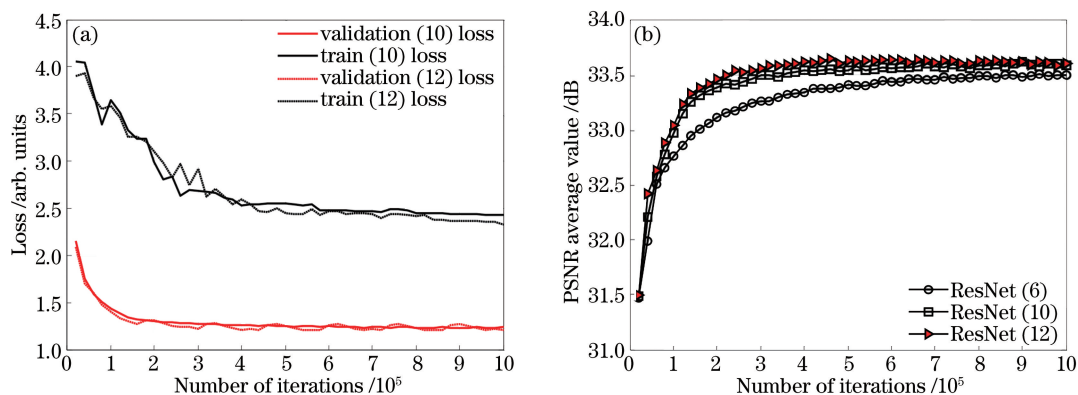 (a)
validation (10) loss
train (10) loss
validation (12) loss
train (12) loss
Loss /arb. units
4.5
4.0
3.5
3.0
2.5
2.0
1.5
1.0
0 1 2 3 4 5 6 7 8 9 10
Number of iterations /10⁵
(b)
PSNR average value /dB
34.0
33.5
33.0
32.5
32.0
31.5
31.0
ResNet (6)
ResNet (10)
ResNet (12)
0 1 2 3 4 5 6 7 8 9 10
Number of iterations /10⁵